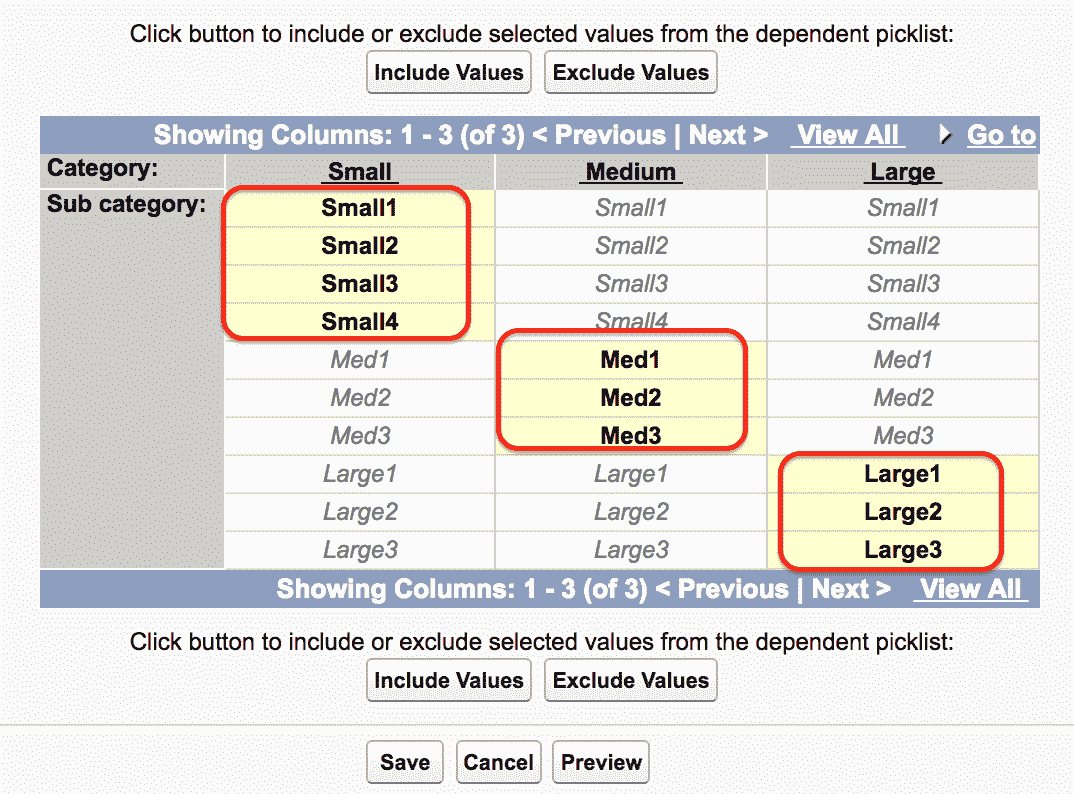 Click button to include or exclude selected values from the dependent picklist:
Include Values Exclude Values
Showing Columns: 1 - 3 (of 3) < Previous | Next > View All Go to
Category: Small Medium Large
Sub category: Small1 Small1 Small1
Small2 Small2 Small2
Small3 Small3 Small3
Small4 Small4 Small4
Med1 Med1 Med1
Med2 Med2 Med2
Med3 Med3 Med3
Large1 Large1 Large1
Large2 Large2 Large2
Large3 Large3 Large3
Showing Columns: 1 - 3 (of 3) < Previous | Next > View All
Click button to include or exclude selected values from the dependent picklist:
Include Values Exclude Values
Save Cancel Preview